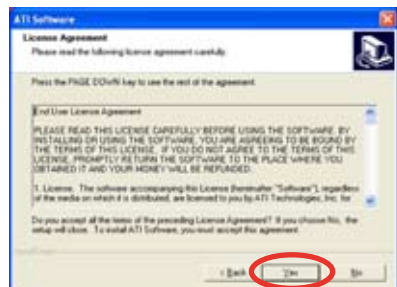 ATI Software
License Agreement
Please read the following license agreement carefully.
Press the PAGE DOWN key to see the rest of the agreement.
End User License Agreement
PLEASE READ THIS LICENSE CAREFULLY BEFORE USING THE SOFTWARE. BY
INSTALLING OR USING THE SOFTWARE, YOU ARE AGREEING TO BE BOUND BY
THE TERMS OF THIS LICENSE. IF YOU DO NOT AGREE TO THE TERMS OF THIS
LICENSE, PROMPTLY RETURN THE SOFTWARE TO THE PLACE WHERE YOU
OBTAINED IT AND YOUR MONEY WILL BE REFUNDED.
1. License. The software accompanying this License (hereinafter "Software"), regardless
of the media on which it is distributed, are licensed to you by ATI Technologies, Inc. for
Do you accept all the terms of the preceding License Agreement? If you choose No, the
setup will close. To install ATI Software, you must accept this agreement.
< Back
Yes
No